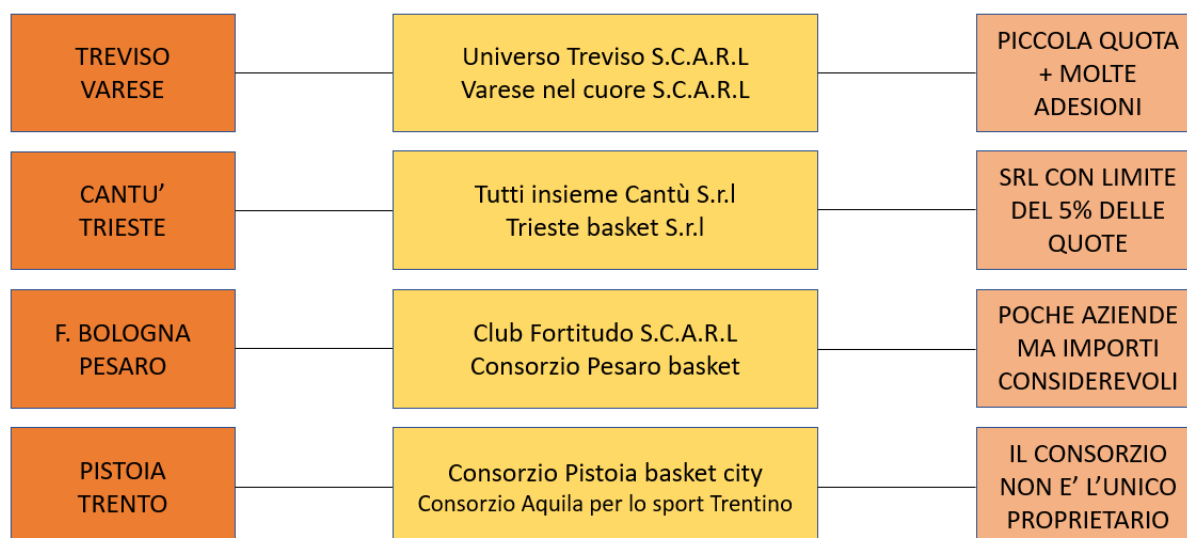 TREVISO
VARESE
Universo Treviso S.C.A.R.L
Varese nel cuore S.C.A.R.L
PICCOLA QUOTA
+ MOLTE
ADESIONI
CANTU’
TRIESTE
Tutti insieme Cantù S.r.l
Trieste basket S.r.l
SRL CON LIMITE
DEL 5% DELLE
QUOTE
F. BOLOGNA
PESARO
Club Fortitudo S.C.A.R.L
Consorzio Pesaro basket
POCHE AZIENDE
MA IMPORTI
CONSIDEREVOLI
PISTOIA
TRENTO
Consorzio Pistoia basket city
Consorzio Aquila per lo sport Trentino
IL CONSORZIO
NON E’ L’UNICO
PROPRIETARIO